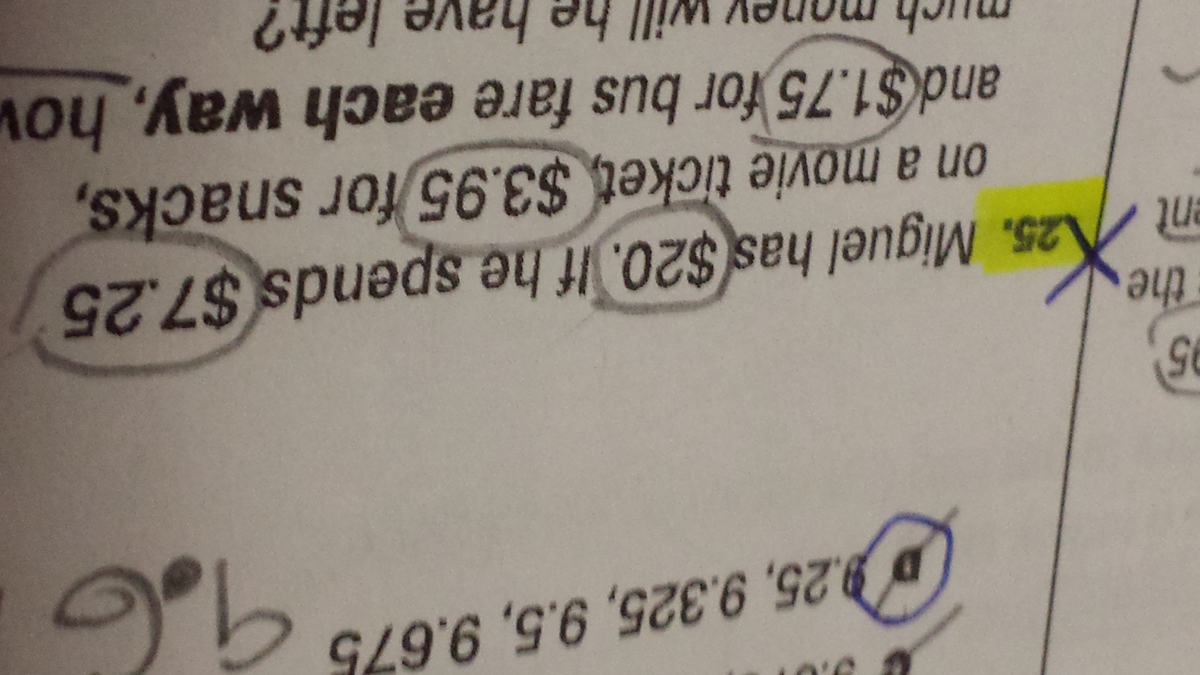 D 9.25, 9.325, 9.5, 9.675
25. Miguel has $20. If he spends $7.25
on a movie ticket, $3.95 for snacks,
and $1.75 for bus fare each way, how
much money will he have left?
the